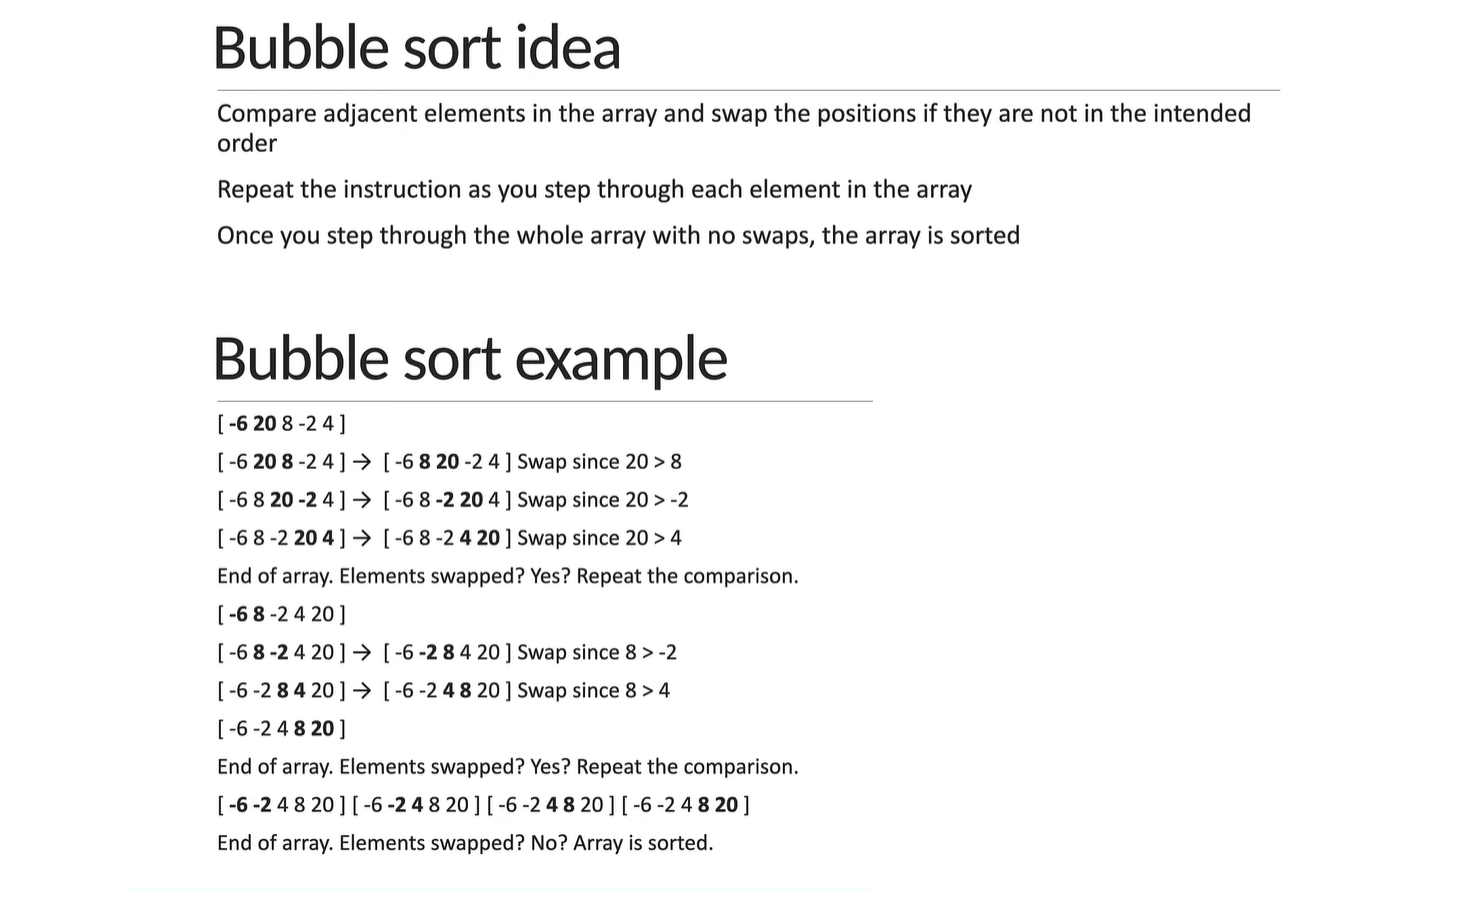 Bubble sort idea
Compare adjacent elements in the array and swap the positions if they are not in the intended
order
Repeat the instruction as you step through each element in the array
Once you step through the whole array with no swaps, the array is sorted
Bubble sort example
[ -6 20 8 -2 4 ]
[ -6 20 8 -2 4 ] → [ -6 8 20 -2 4 ] Swap since 20 > 8
[ -6 8 20 -2 4 ] → [ -6 8 -2 20 4 ] Swap since 20 > -2
[ -6 8 -2 20 4 ] → [ -6 8 -2 4 20 ] Swap since 20 > 4
End of array. Elements swapped? Yes? Repeat the comparison.
[ -6 8 -2 4 20 ]
[ -6 8 -2 4 20 ] → [ -6 -2 8 4 20 ] Swap since 8 > -2
[ -6 -2 8 4 20 ] → [ -6 -2 4 8 20 ] Swap since 8 > 4
[ -6 -2 4 8 20 ]
End of array. Elements swapped? Yes? Repeat the comparison.
[ -6 -2 4 8 20 ] [ -6 -2 4 8 20 ] [ -6 -2 4 8 20 ] [ -6 -2 4 8 20 ]
End of array. Elements swapped? No? Array is sorted.